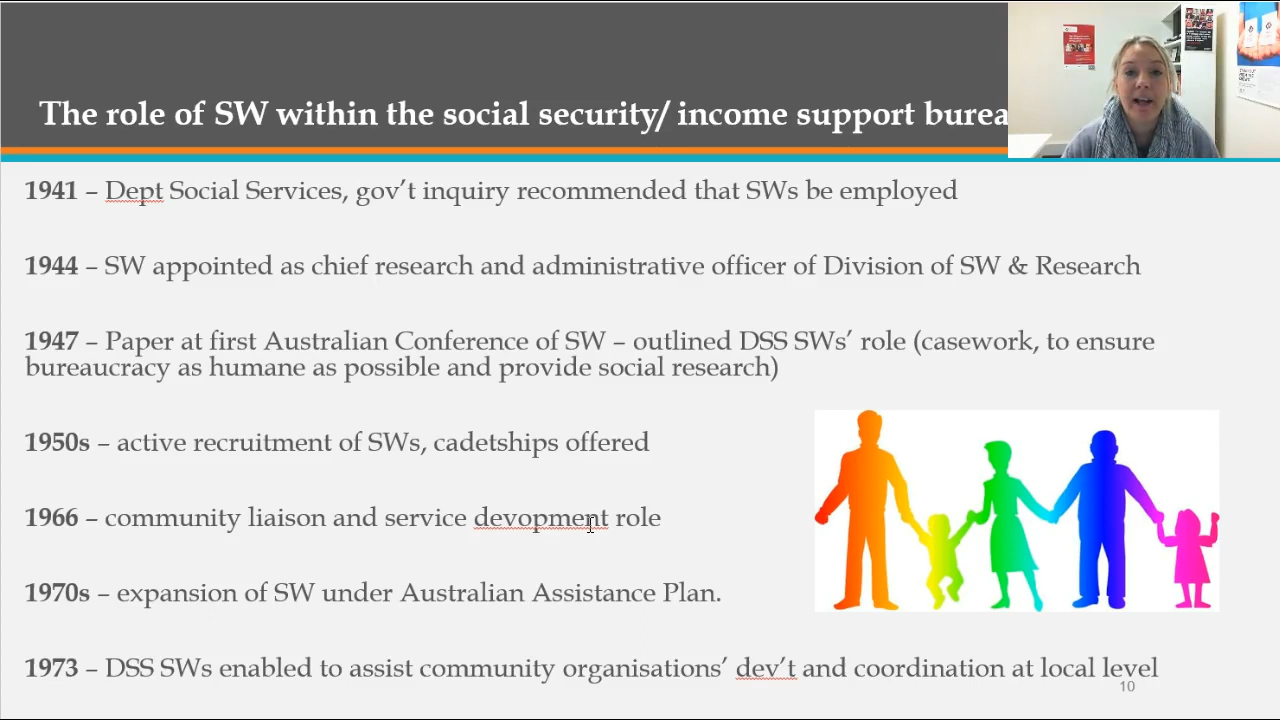 The role of SW within the social security/ income support burea
1941 – Dept Social Services, gov’t inquiry recommended that SWs be employed
1944 – SW appointed as chief research and administrative officer of Division of SW & Research
1947 – Paper at first Australian Conference of SW – outlined DSS SWs’ role (casework, to ensure
bureaucracy as humane as possible and provide social research)
1950s – active recruitment of SWs, cadetships offered
1966 – community liaison and service devopment role
1970s – expansion of SW under Australian Assistance Plan.
1973 – DSS SWs enabled to assist community organisations’ dev’t and coordination at local level
10